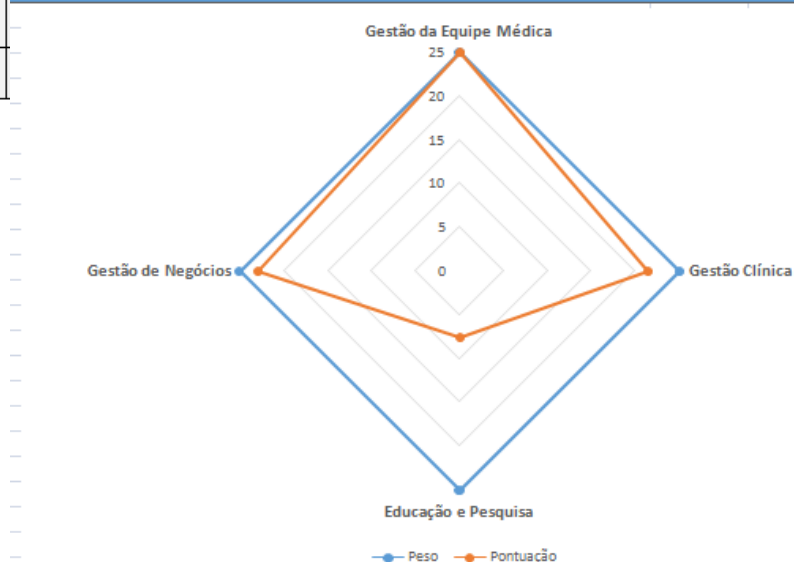 Gestão da Equipe Médica
25
20
15
10
5
0
Gestão de Negócios
Gestão Clínica
Educação e Pesquisa
Peso
Pontuação